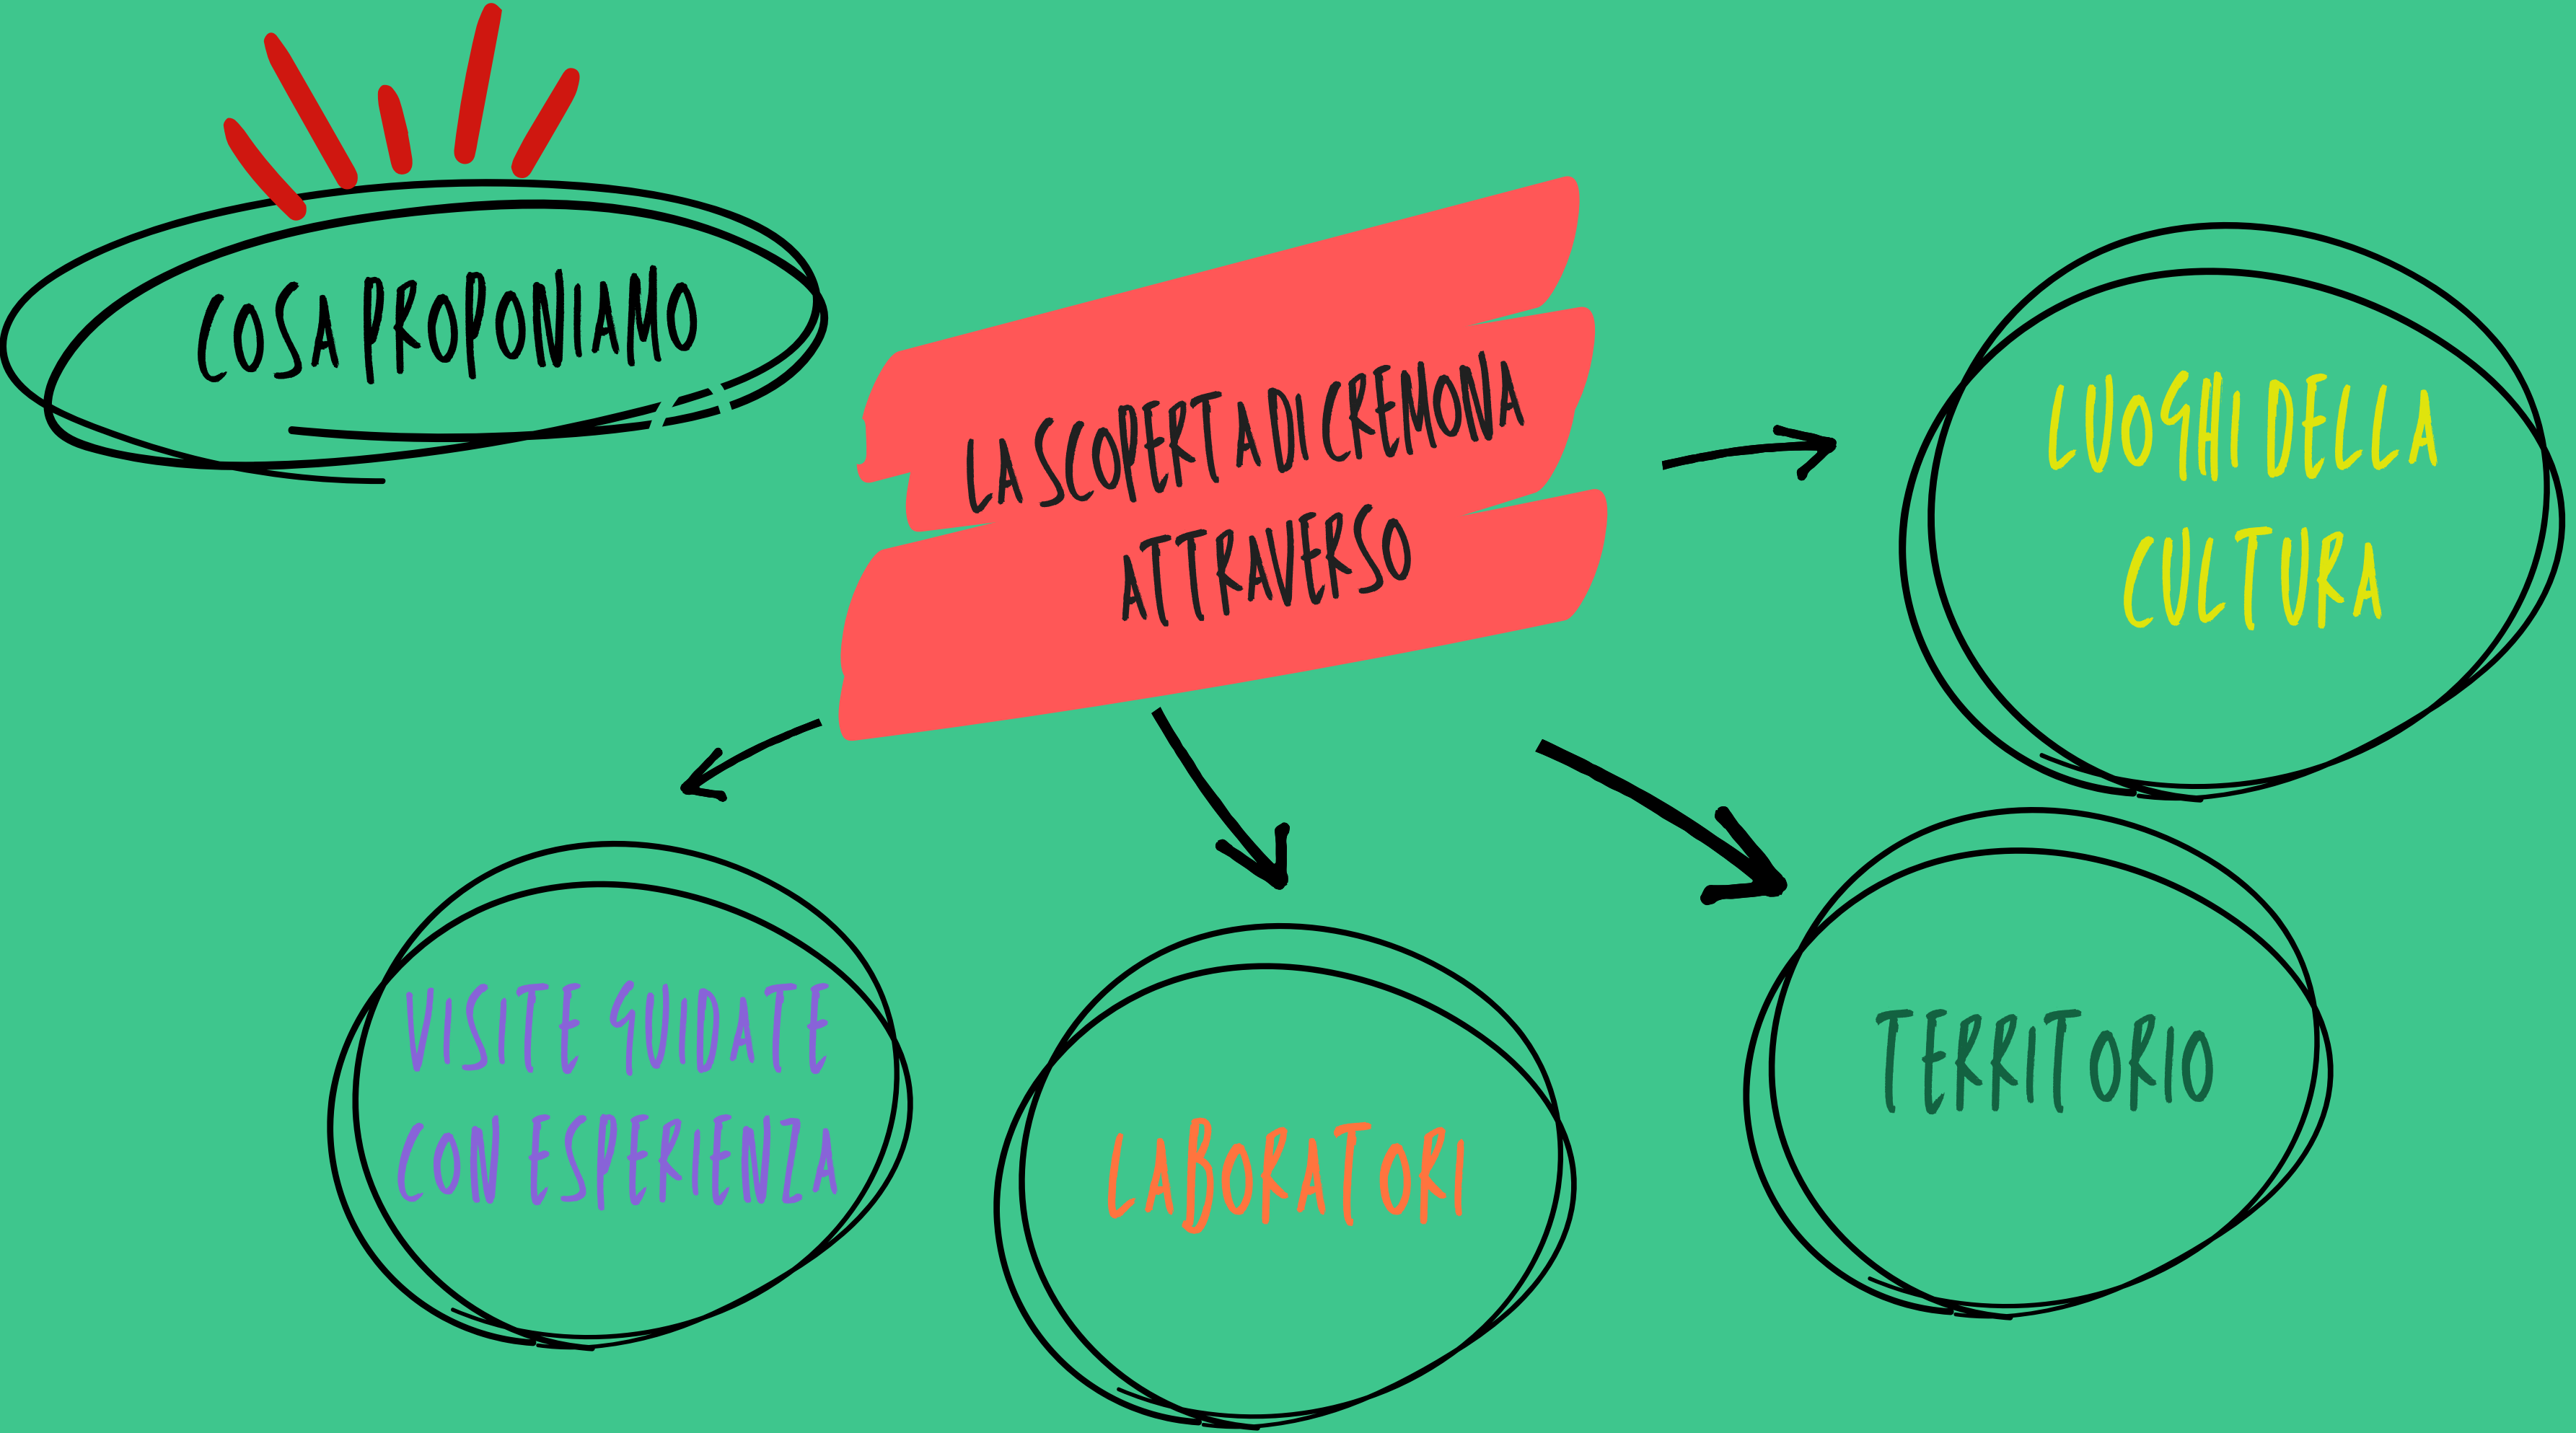 COSA PROPONIAMO
LA SCOPERTA DI CREMONA
ATTRAVERSO
LUOGHI DELLA
CULTURA
VISITE GUIDATE
CON ESPERIENZA
LABORATORI
TERRITORIO